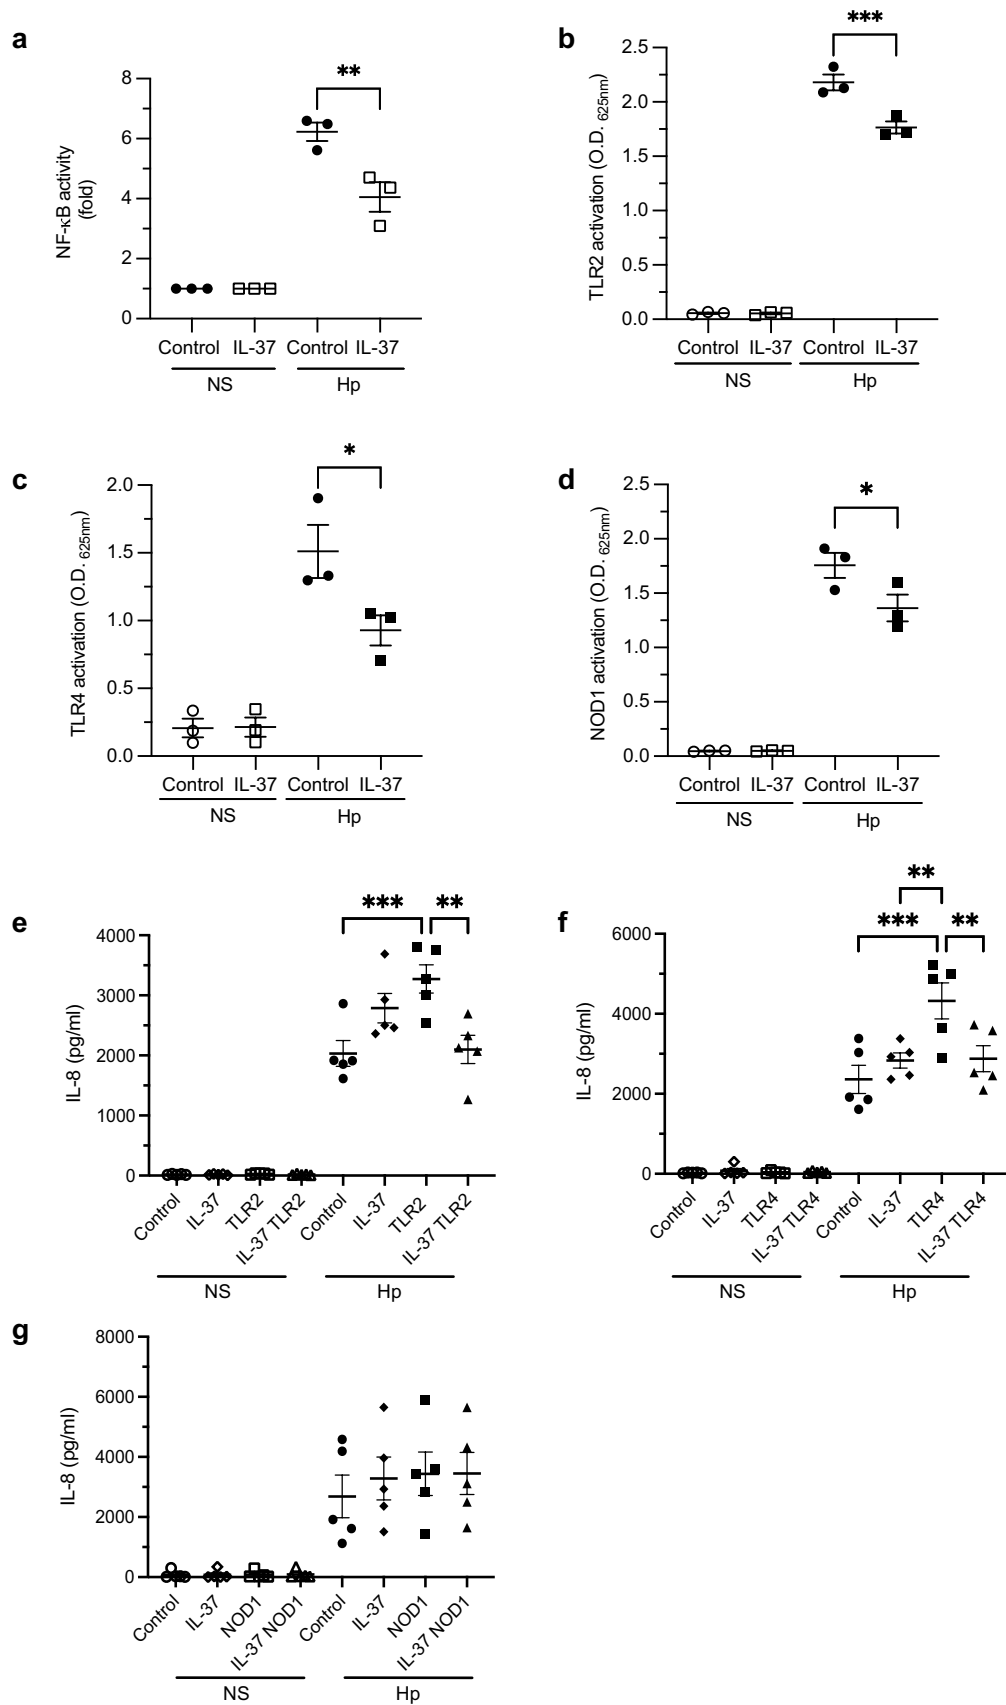 a
**
8
6
4
2
0
NF-κB activity
(fold)
Control IL-37 Control IL-37
NS Hp
b
***
2.5
2.0
1.5
1.0
0.5
0.0
TLR2 activation (O.D. 625nm)
Control IL-37 Control IL-37
NS Hp
c
*
2.0
1.5
1.0
0.5
0.0
TLR4 activation (O.D. 625nm)
Control IL-37 Control IL-37
NS Hp
d
*
2.5
2.0
1.5
1.0
0.5
0.0
NOD1 activation (O.D. 625nm)
Control IL-37 Control IL-37
NS Hp
e
*** **
4000
3000
2000
1000
0
IL-8 (pg/ml)
Control IL-37 TLR2 IL-37 TLR2 Control IL-37 TLR2 IL-37 TLR2
NS Hp
f
**
*** **
6000
4000
2000
0
IL-8 (pg/ml)
Control IL-37 TLR4 IL-37 TLR4 Control IL-37 TLR4 IL-37 TLR4
NS Hp
g
8000
6000
4000
2000
0
IL-8 (pg/ml)
Control IL-37 NOD1 IL-37 NOD1 Control IL-37 NOD1 IL-37 NOD1
NS Hp